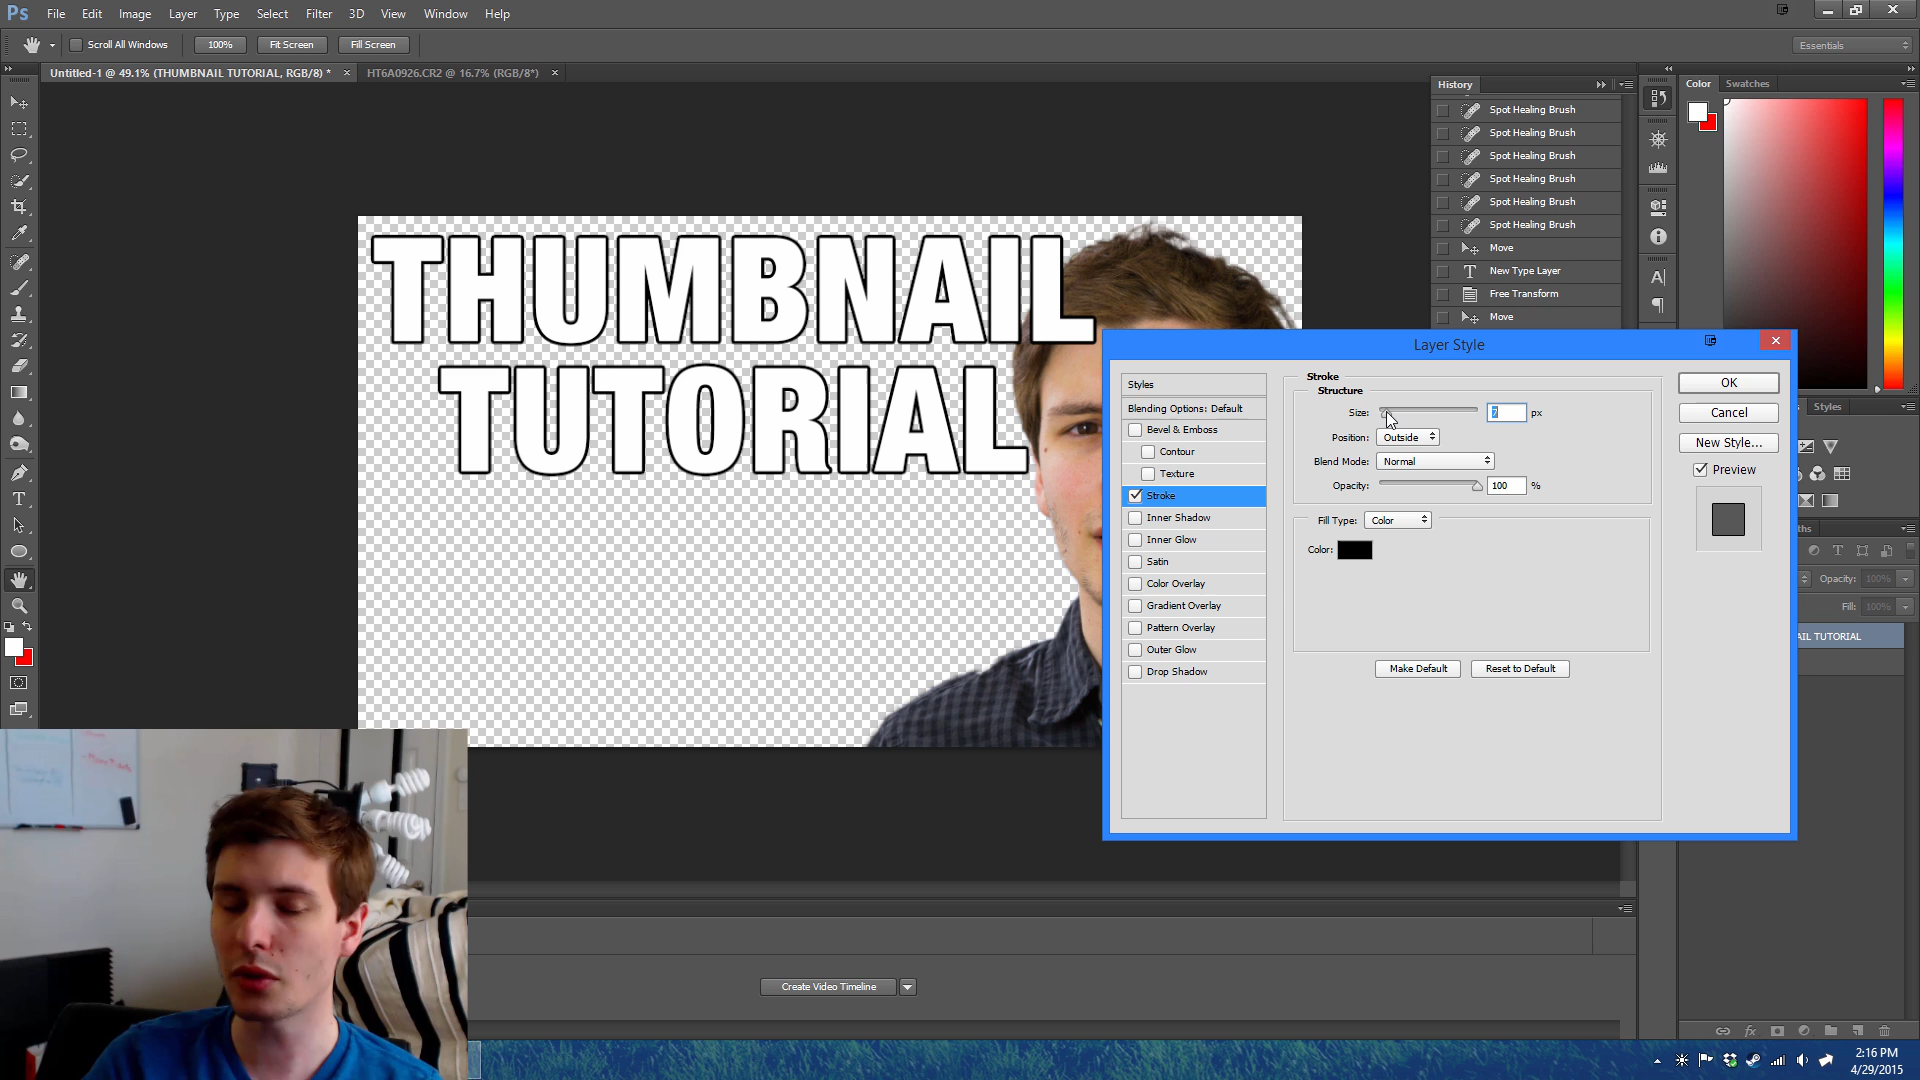 Ps File Edit Image Layer Type Select Filter 3D View Window Help
Scroll All Windows 100% Fit Screen Fill Screen Essentials
Untitled-1 @ 49.1% (THUMBNAIL TUTORIAL, RGB/8) * HT6A0926.CR2 @ 16.7% (RGB/8*)
History
Spot Healing Brush
Spot Healing Brush
Spot Healing Brush
Spot Healing Brush
Spot Healing Brush
Spot Healing Brush
Move
New Type Layer
Free Transform
Move
Color Swatches
THUMBNAIL
TUTORIAL
Layer Style
Styles
Blending Options: Default
Bevel & Emboss
Contour
Texture
Stroke
Inner Shadow
Inner Glow
Satin
Color Overlay
Gradient Overlay
Pattern Overlay
Outer Glow
Drop Shadow
Stroke
Structure
Size: 7 px
Position: Outside
Blend Mode: Normal
Opacity: 100 %
Fill Type: Color
Color:
Make Default Reset to Default
OK
Cancel
New Style...
Preview
Styles
Opacity: 100%
Fill: 100%
AIL TUTORIAL
Create Video Timeline
2:16 PM
4/29/2015